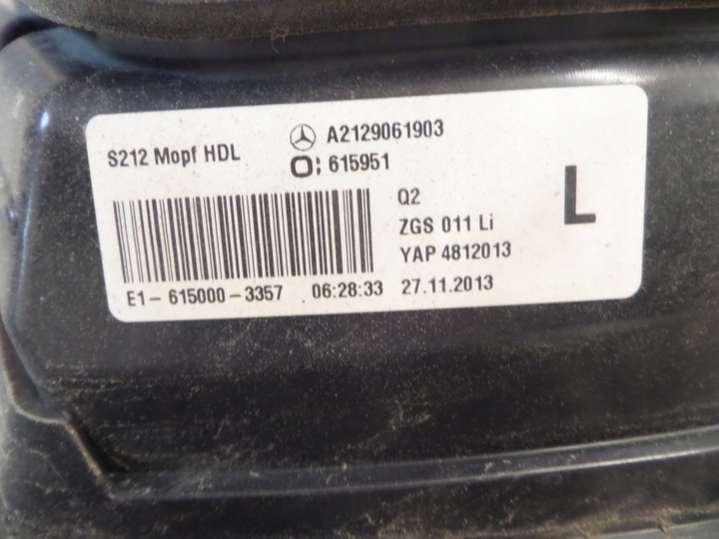 S212 Mopf HDL
A2129061903
O: 615951
Q2
L
ZGS 011 Li
YAP 4812013
E1- 615000- 3357 06:28:33 27.11.2013